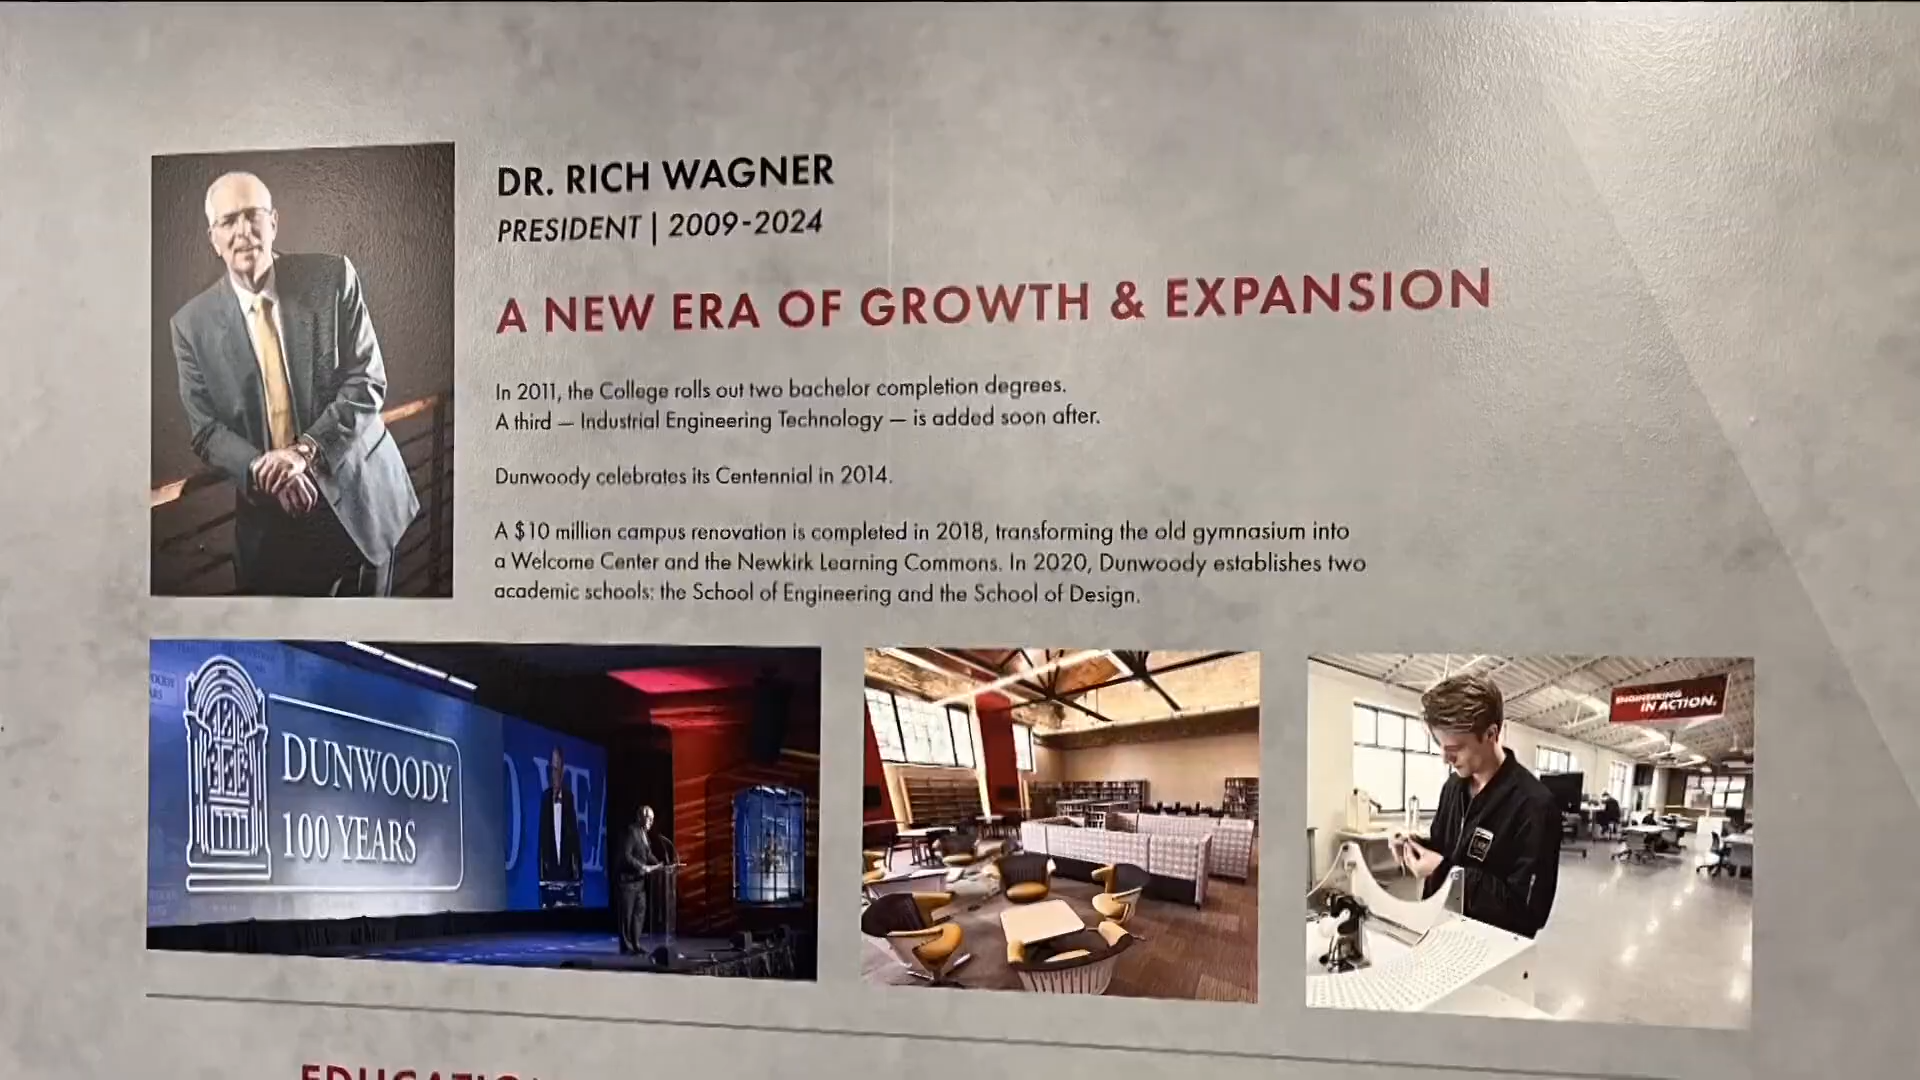 DR. RICH WAGNER
PRESIDENT | 2009-2024
A NEW ERA OF GROWTH & EXPANSION
In 2011, the College rolls out two bachelor completion degrees.
A third — Industrial Engineering Technology — is added soon after.
Dunwoody celebrates its Centennial in 2014.
A $10 million campus renovation is completed in 2018, transforming the old gymnasium into
a Welcome Center and the Newkirk Learning Commons. In 2020, Dunwoody establishes two
academic schools: the School of Engineering and the School of Design.
DUNWOODY
100 YEARS
ENGINEERING
IN ACTION.